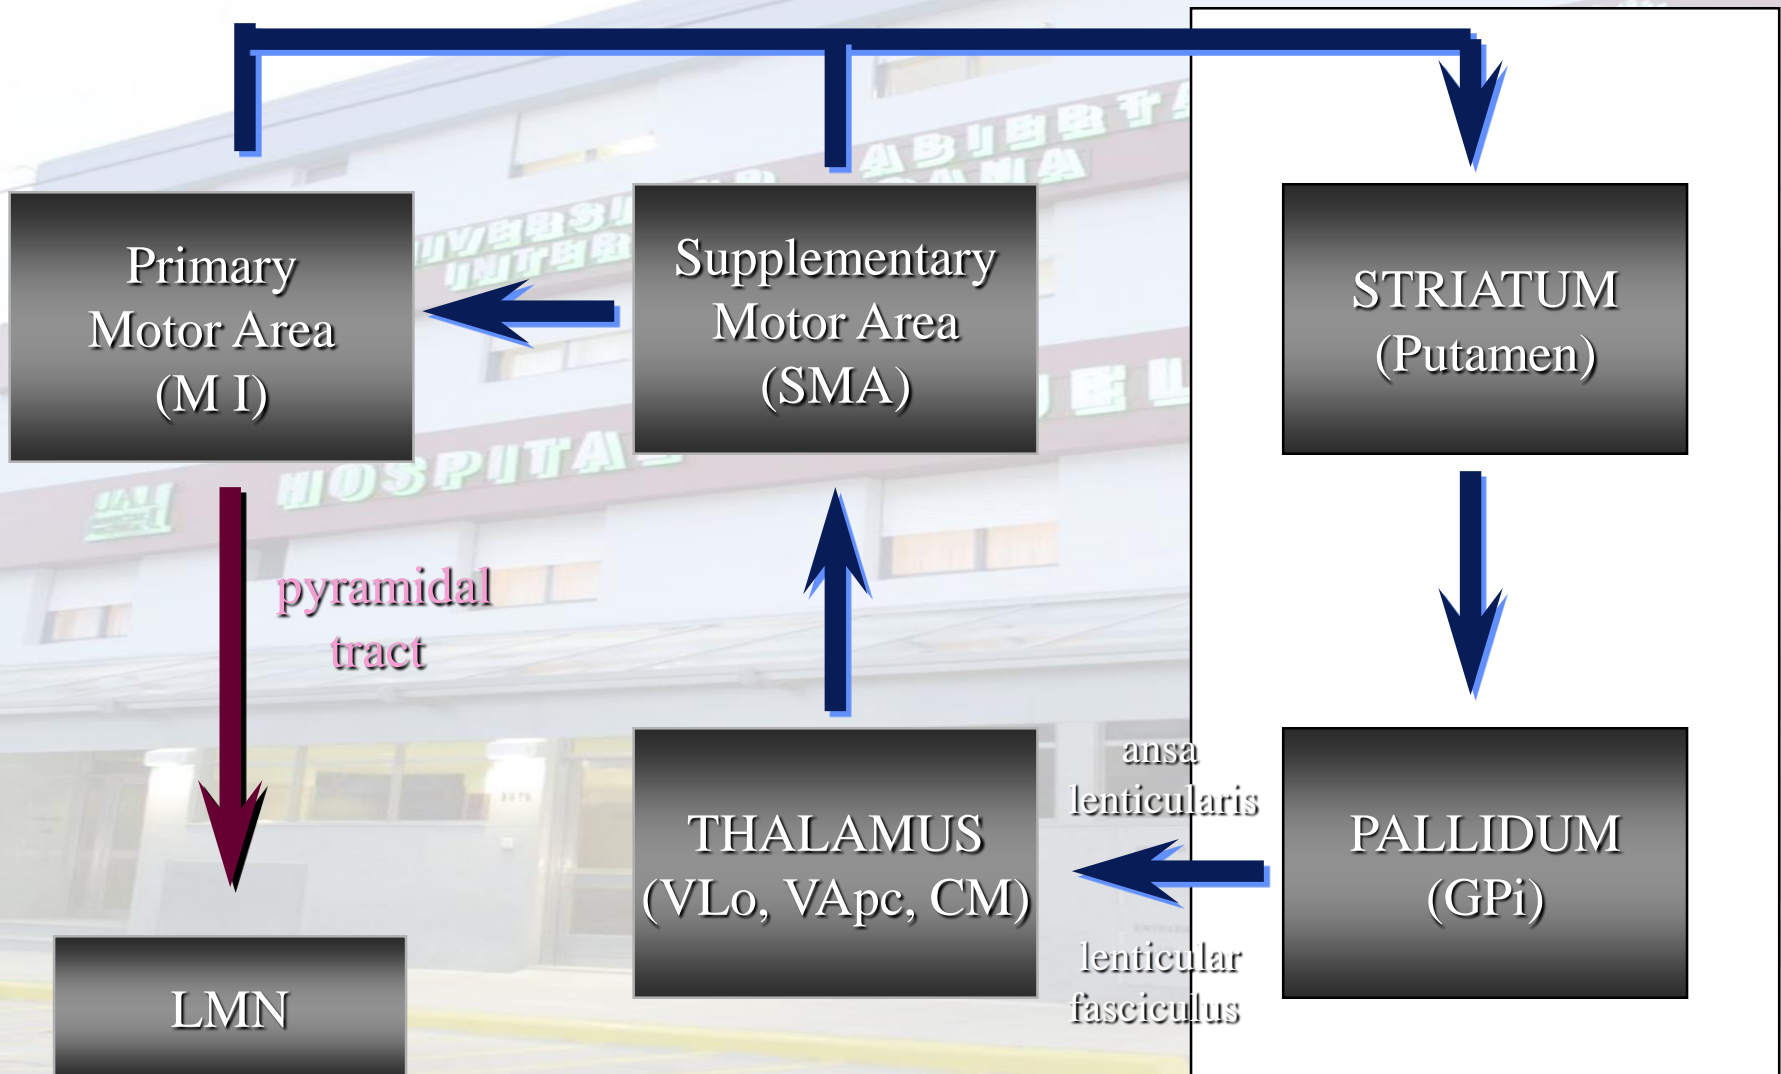 Primary
Motor Area
(M I)
Supplementary
Motor Area
(SMA)
STRIATUM
(Putamen)
pyramidal
tract
THALAMUS
(VLo, VApc, CM)
ansa
lenticularis
lenticular
fasciculus
PALLIDUM
(GPi)
LMN
ABIERTA
HOSPITAL